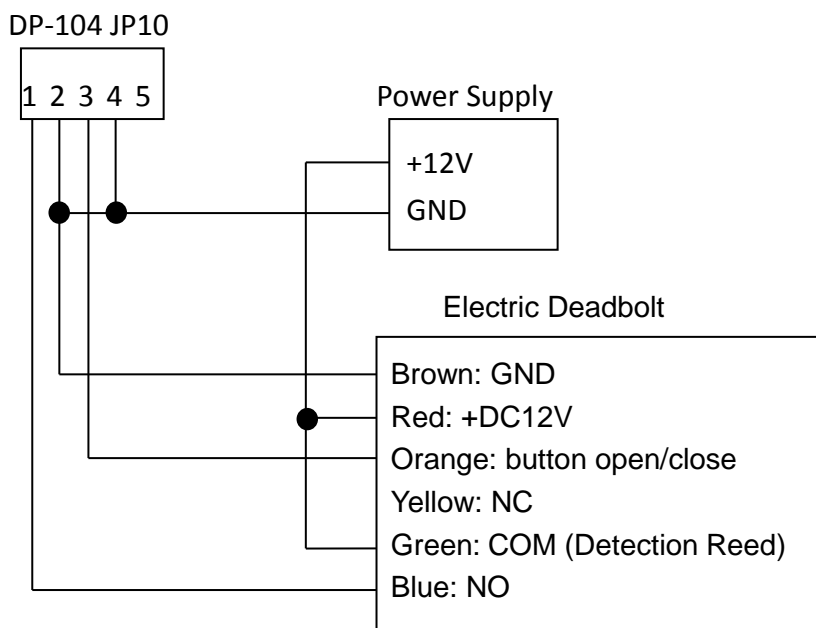 DP-104 JP10
1 2 3 4 5
Power Supply
+12V
GND
Electric Deadbolt
Brown: GND
Red: +DC12V
Orange: button open/close
Yellow: NC
Green: COM (Detection Reed)
Blue: NO